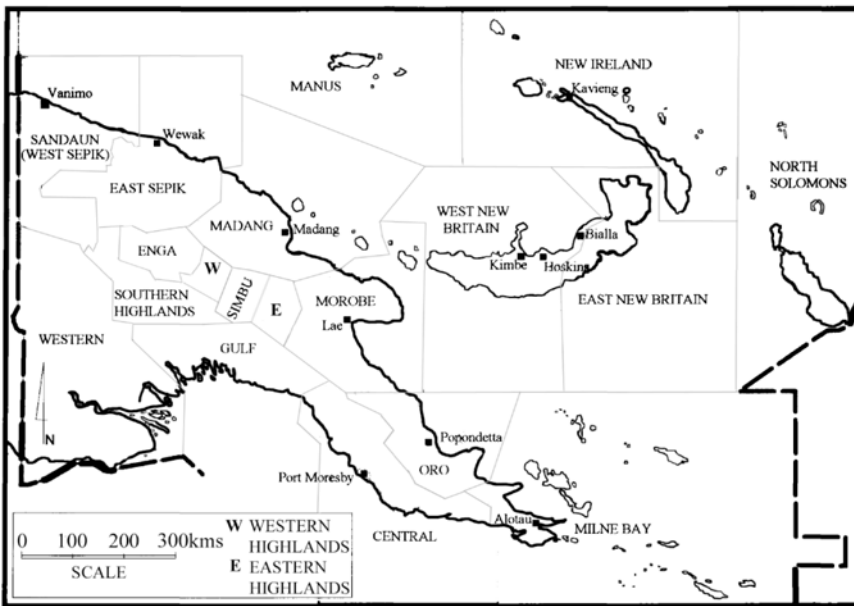 NEW IRELAND
Kavieng
MANUS
Vanimo
Wewak
SANDAUN
(WEST SEPIK)
NORTH
SOLOMONS
EAST SEPIK
WEST NEW
BRITAIN
MADANG
Madang
Bialla
ENGA
W
Kimbe
Hoskins
SIMBU
E
SOUTHERN
HIGHLANDS
MOROBE
EAST NEW BRITAIN
Lae
WESTERN
GULF
N
Popondetta
ORO
Port Moresby
Alotau
MILNE BAY
CENTRAL
W WESTERN
HIGHLANDS
E EASTERN
HIGHLANDS
0 100 200 300kms
SCALE